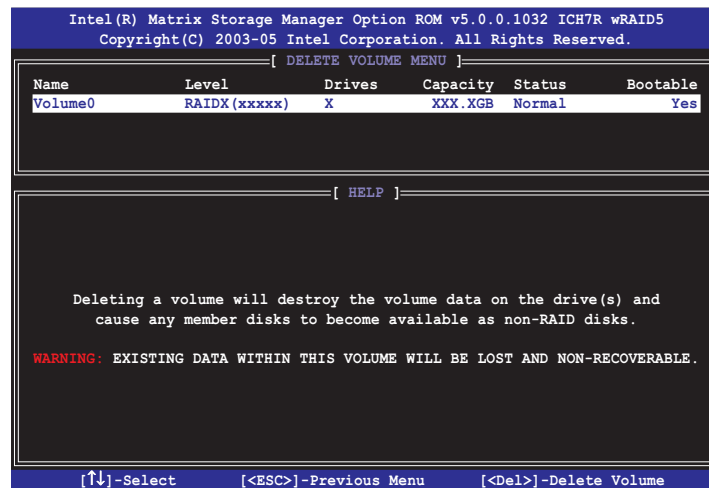 Intel(R) Matrix Storage Manager Option ROM v5.0.0.1032 ICH7R wRAID5
Copyright(C) 2003-05 Intel Corporation. All Rights Reserved.
[ DELETE VOLUME MENU ]
Name Level Drives Capacity Status Bootable
Volume0 RAIDX(xxxxx) X XXX.XGB Normal Yes
[ HELP ]
Deleting a volume will destroy the volume data on the drive(s) and
cause any member disks to become available as non-RAID disks.
WARNING: EXISTING DATA WITHIN THIS VOLUME WILL BE LOST AND NON-RECOVERABLE.
[↑↓]-Select [<ESC>]-Previous Menu [<Del>]-Delete Volume